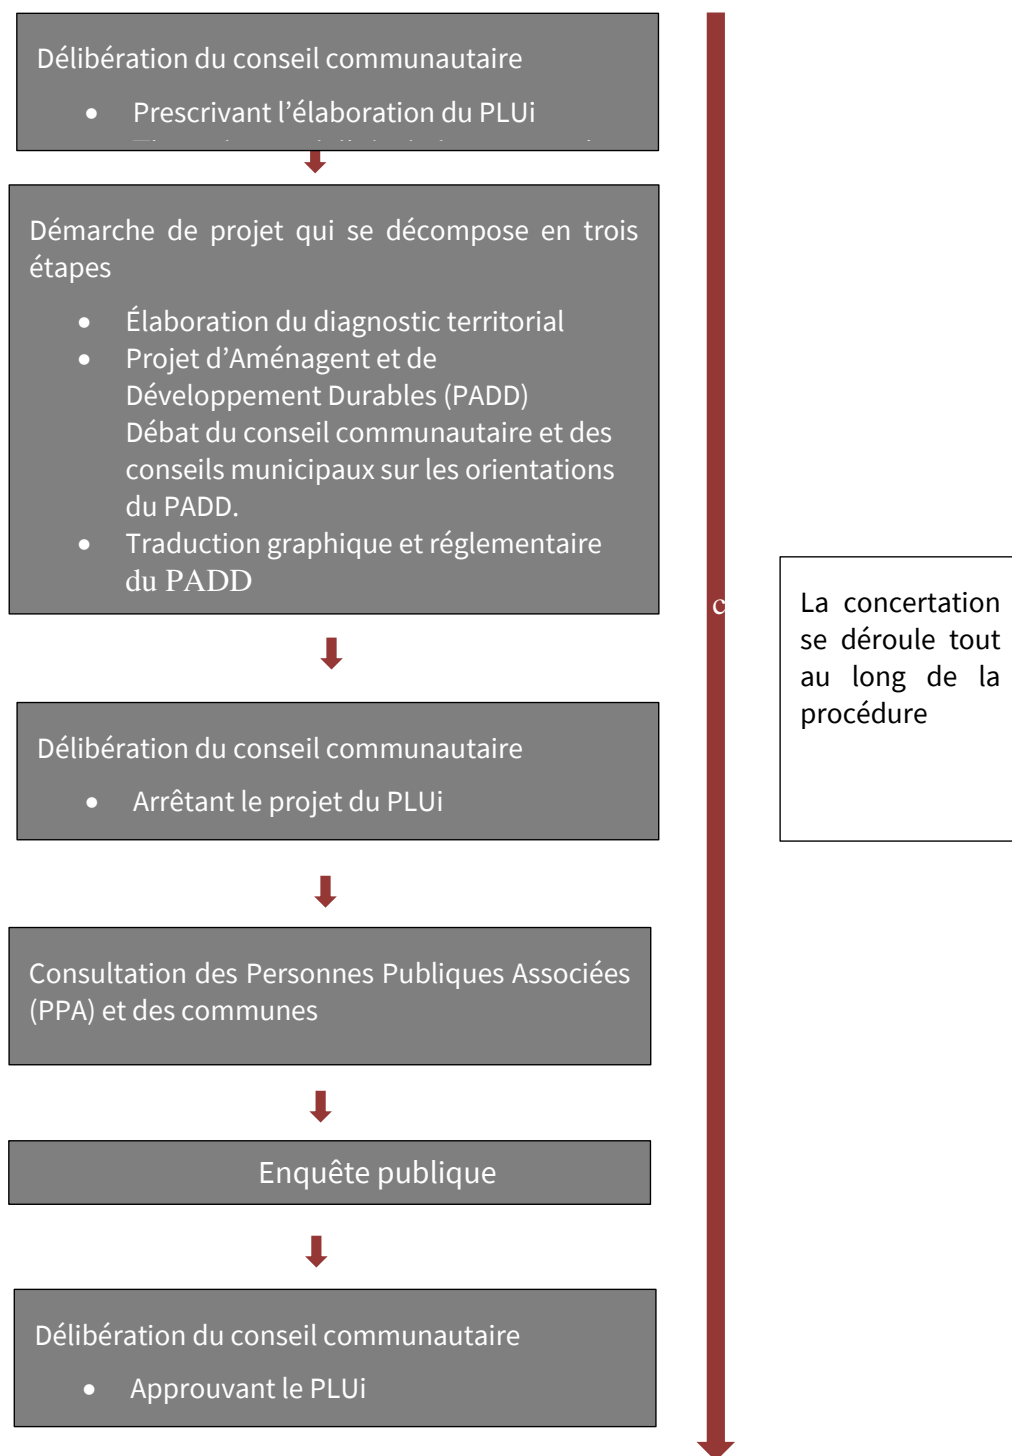 Délibération du conseil communautaire
• Prescrivant l’élaboration du PLUi
Démarche de projet qui se décompose en trois
étapes
• Élaboration du diagnostic territorial
• Projet d’Aménagent et de
Développement Durables (PADD)
Débat du conseil communautaire et des
conseils municipaux sur les orientations
du PADD.
• Traduction graphique et réglementaire
du PADD
c
La concertation
se déroule tout
au long de la
procédure
Délibération du conseil communautaire
• Arrêtant le projet du PLUi
Consultation des Personnes Publiques Associées
(PPA) et des communes
Enquête publique
Délibération du conseil communautaire
• Approuvant le PLUi